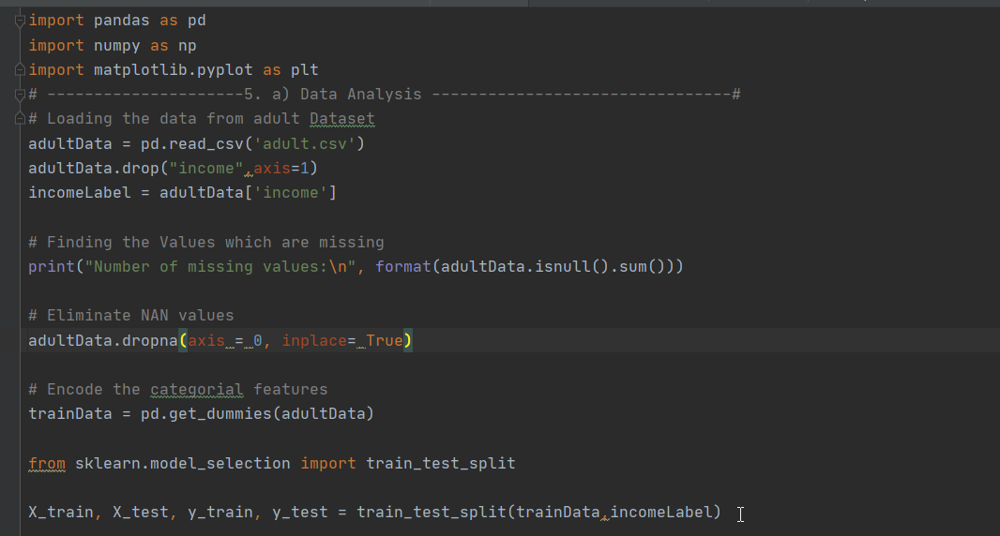 import pandas as pd
import numpy as np
import matplotlib.pyplot as plt
# ---------------------5. a) Data Analysis --------------------------------#
# Loading the data from adult Dataset
adultData = pd.read_csv('adult.csv')
adultData.drop("income",axis=1)
incomeLabel = adultData['income']
# Finding the Values which are missing
print("Number of missing values:\n", format(adultData.isnull().sum()))
# Eliminate NAN values
adultData.dropna(axis = 0, inplace= True)
# Encode the categorial features
trainData = pd.get_dummies(adultData)
from sklearn.model_selection import train_test_split
X_train, X_test, y_train, y_test = train_test_split(trainData,incomeLabel)